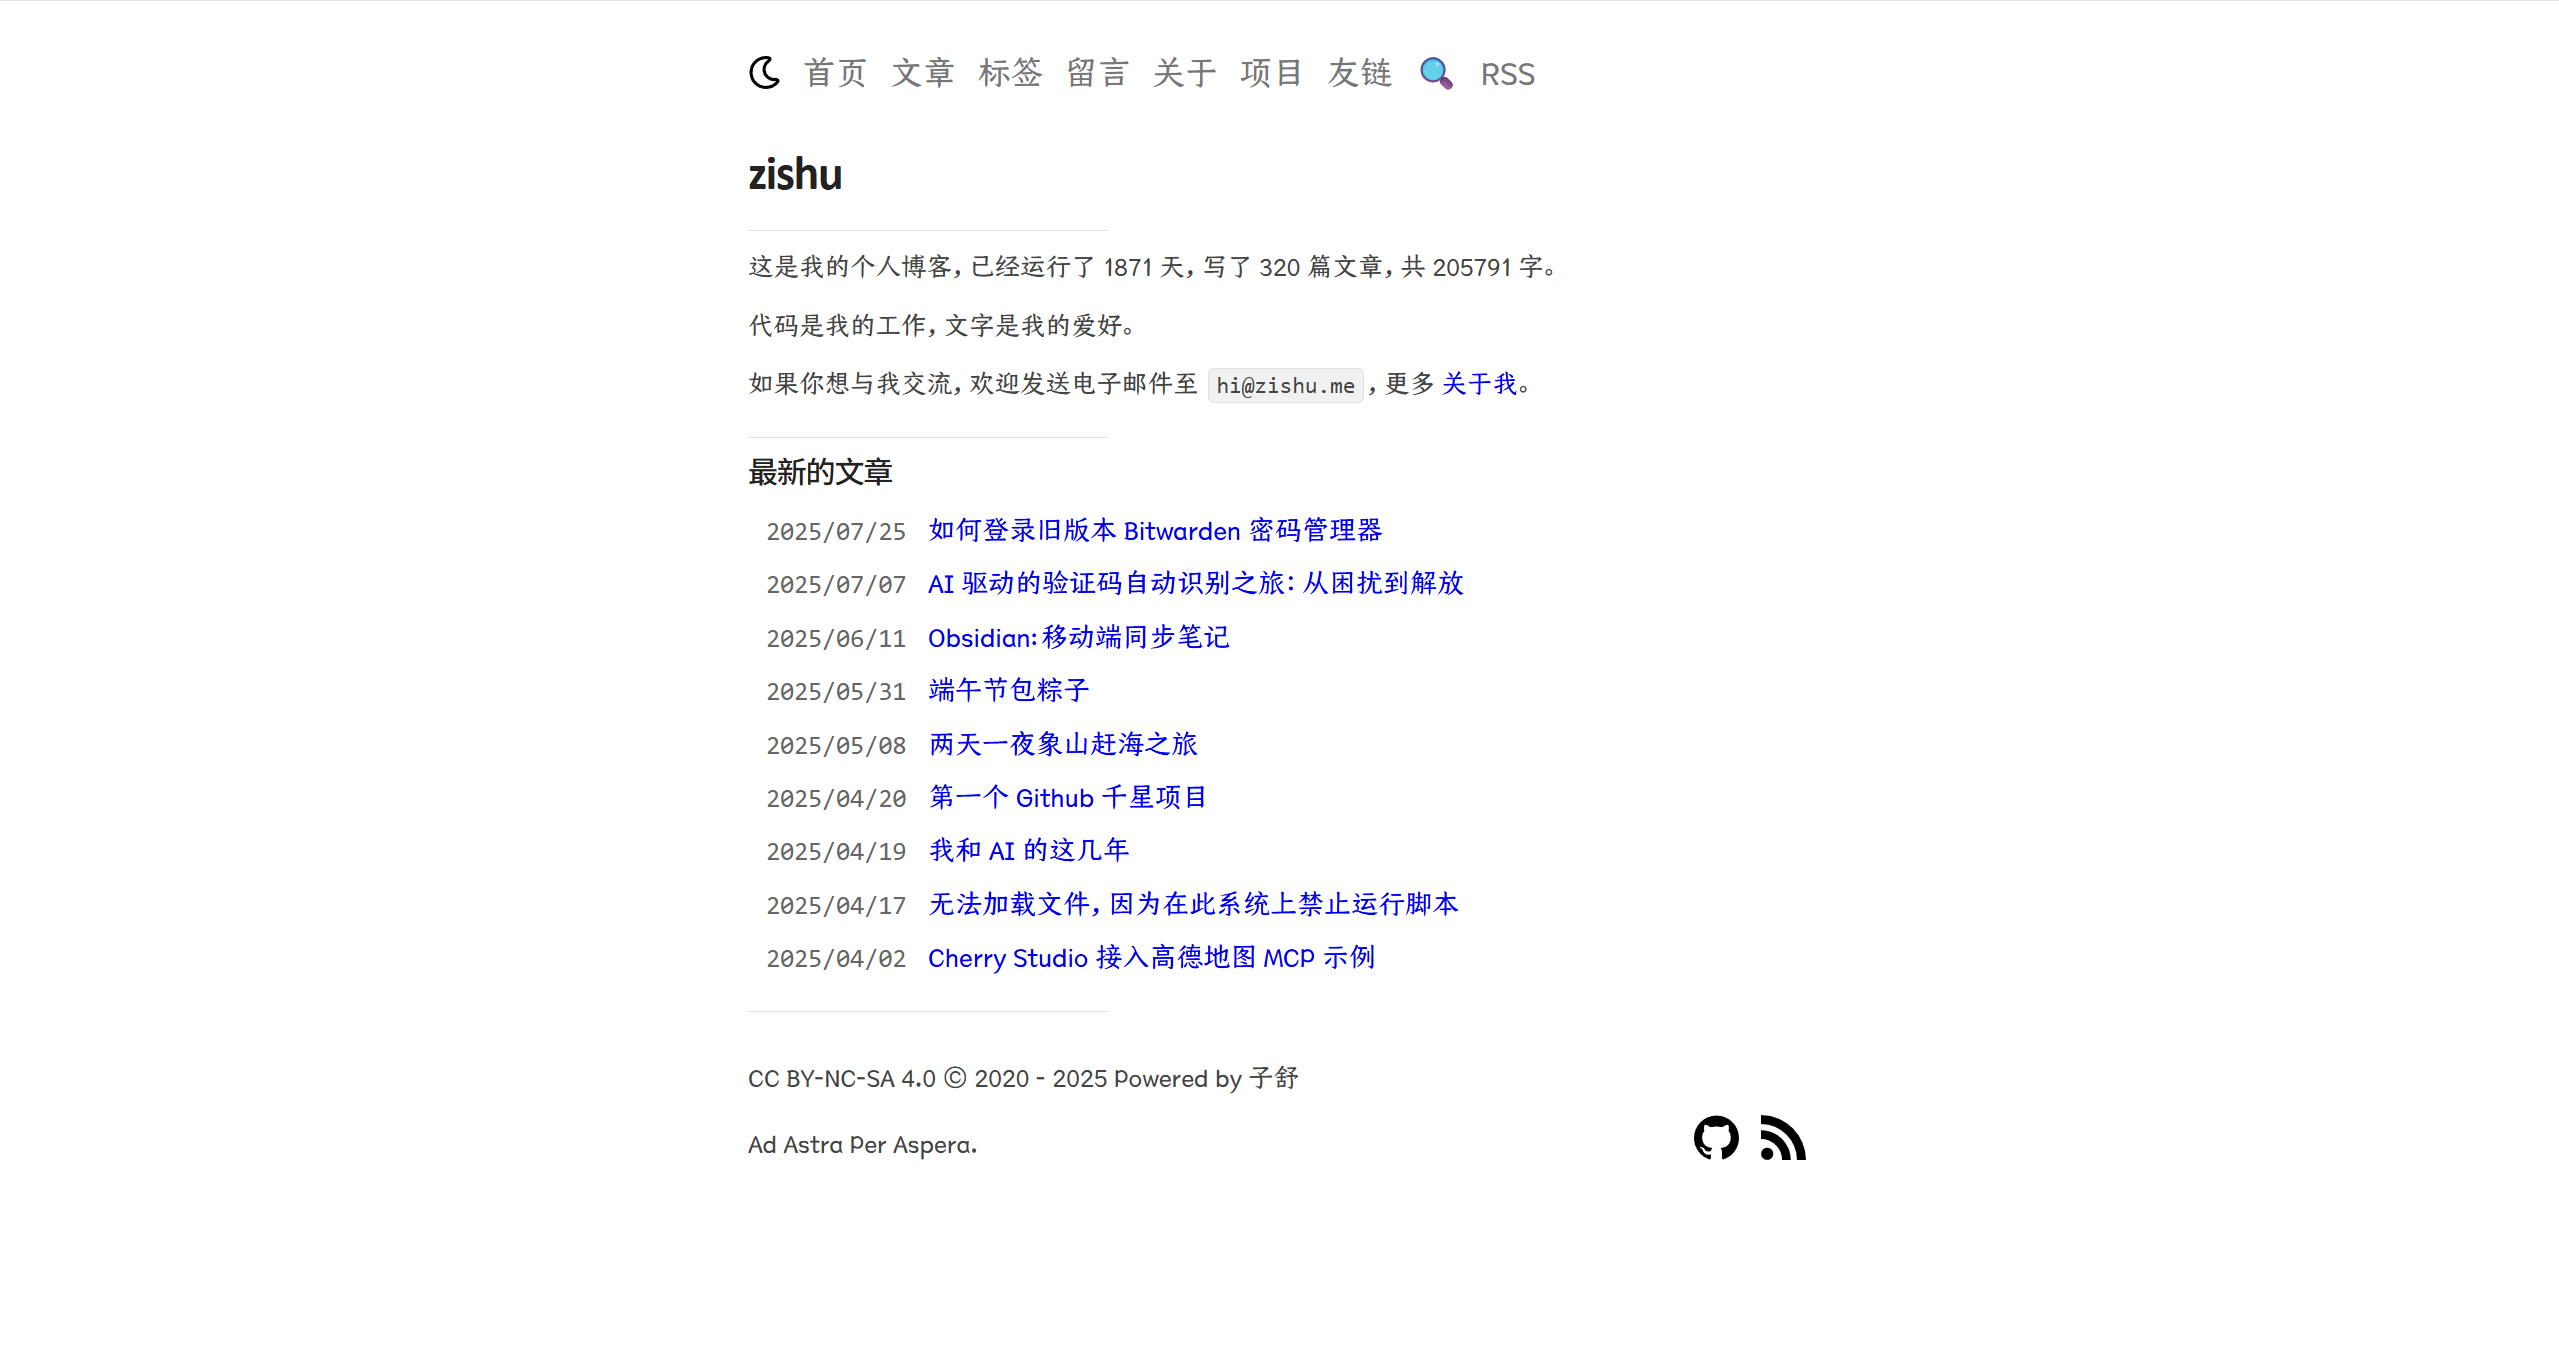 首页 文章 标签 留言 关于 项目 友链 RSS
zishu
这是我的个人博客，已经运行了 1871 天，写了 320 篇文章，共 205791 字。
代码是我的工作，文字是我的爱好。
如果你想与我交流，欢迎发送电子邮件至 hi@zishu.me，更多 关于我。
最新的文章
2025/07/25 如何登录旧版本 Bitwarden 密码管理器
2025/07/07 AI 驱动的验证码自动识别之旅：从困扰到解放
2025/06/11 Obsidian：移动端同步笔记
2025/05/31 端午节包粽子
2025/05/08 两天一夜象山赶海之旅
2025/04/20 第一个 Github 千星项目
2025/04/19 我和 AI 的这几年
2025/04/17 无法加载文件，因为在此系统上禁止运行脚本
2025/04/02 Cherry Studio 接入高德地图 MCP 示例
CC BY-NC-SA 4.0 © 2020 - 2025 Powered by 子舒
Ad Astra Per Aspera.